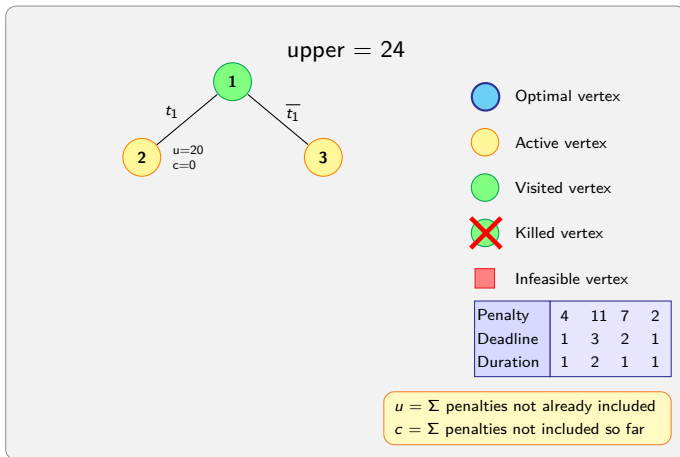 upper = 24
1
t₁
t̅₁
2
u=20
c=0
3
Optimal vertex
Active vertex
Visited vertex
Killed vertex
Infeasible vertex
Penalty 4 11 7 2
Deadline 1 3 2 1
Duration 1 2 1 1
u = Σ penalties not already included
c = Σ penalties not included so far